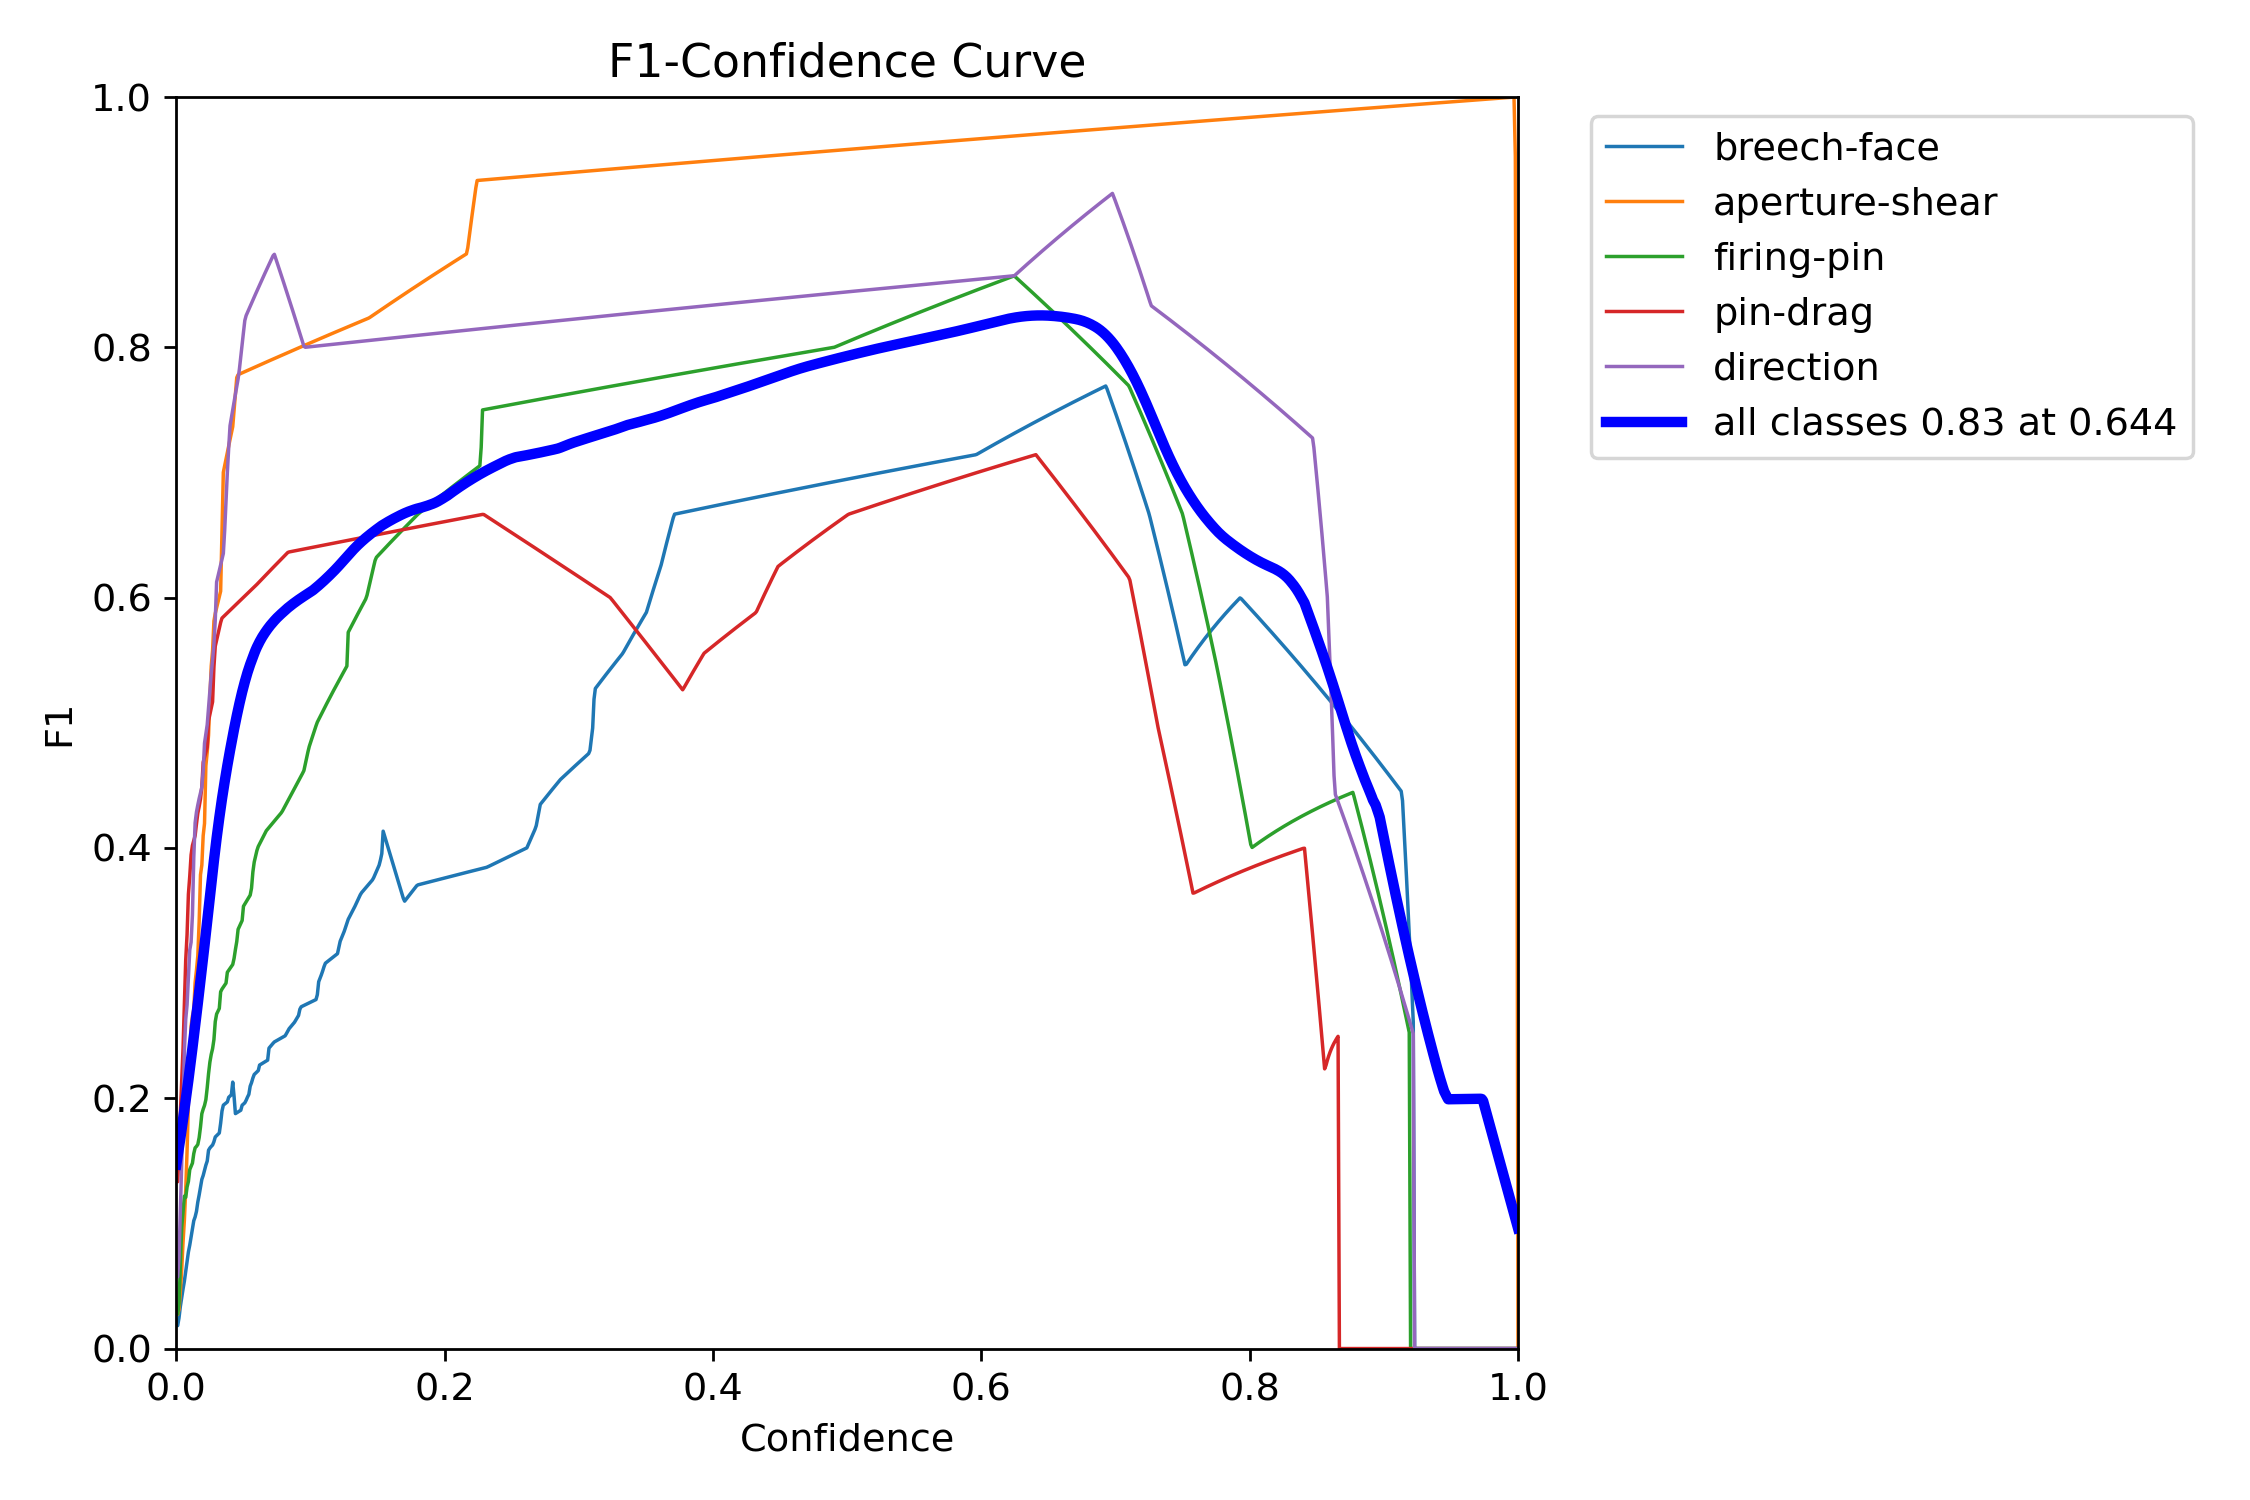 F1-Confidence Curve
1.0
0.8
0.6
0.4
0.2
0.0
F1
0.0 0.2 0.4 0.6 0.8 1.0
Confidence
breech-face
aperture-shear
firing-pin
pin-drag
direction
all classes 0.83 at 0.644